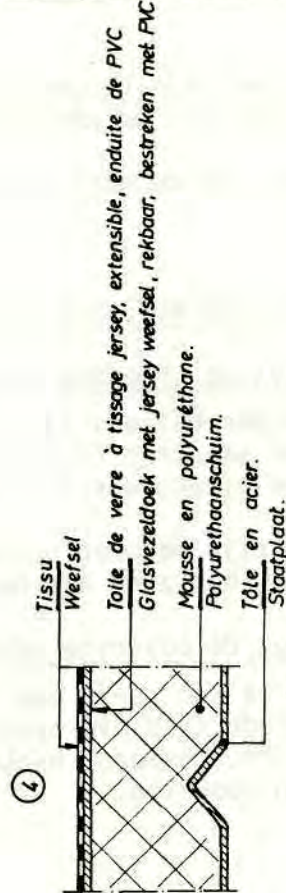 ④
Tissu
Weefsel
Toile de verre à tissage jersey, extensible, enduite de PVC
Glasvezeldoek met jersey weefsel, rekbaar, bestreken met PVC
Mousse en polyuréthane.
Polyurethaanschuim.
Tôle en acier.
Staatplaat.